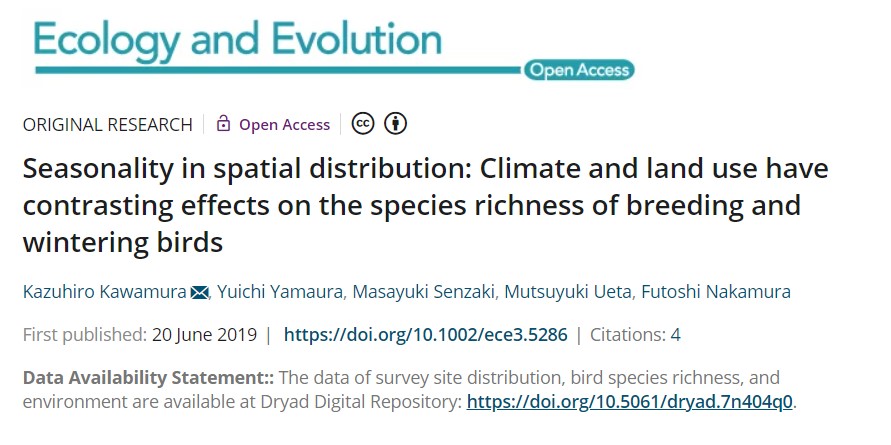 Ecology and Evolution
Open Access
ORIGINAL RESEARCH Open Access cc
Seasonality in spatial distribution: Climate and land use have
contrasting effects on the species richness of breeding and
wintering birds
Kazuhiro Kawamura, Yuichi Yamaura, Masayuki Senzaki, Mutsuyuki Ueta, Futoshi Nakamura
First published: 20 June 2019 | https://doi.org/10.1002/ece3.5286 | Citations: 4
Data Availability Statement:: The data of survey site distribution, bird species richness, and
environment are available at Dryad Digital Repository: https://doi.org/10.5061/dryad.7n404q0.